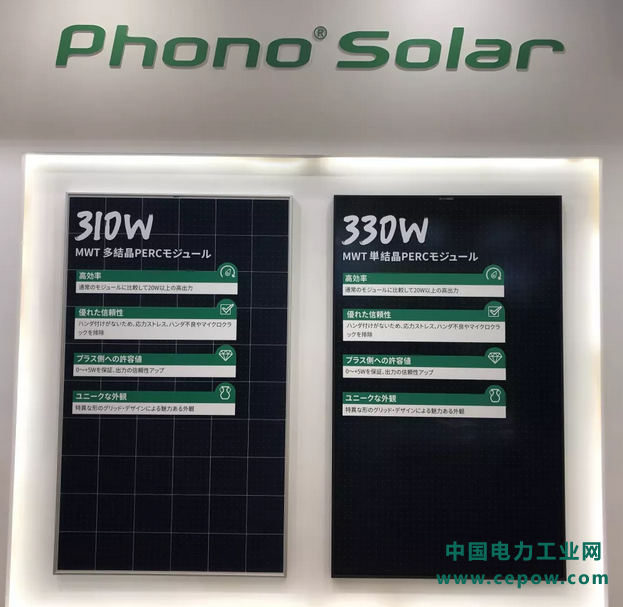 Phono® Solar
310W
MWT 多結晶PERCモジュール
高効率
通常のモジュールに比較して20W以上の高出力
優れた信頼性
ハンダ付けがないため、応力ストレス、ハンダ不良やマイクロクラ
ックを排除
プラス側への許容値
0～+5Wを保証、出力の信頼性アップ
ユニークな外観
特異な形のグリッド・デザインによる魅力ある外観
330W
MWT 単結晶PERCモジュール
高効率
通常のモジュールに比較して20W以上の高出力
優れた信頼性
ハンダ付けがないため、応力ストレス、ハンダ不良やマイクロクラ
ックを排除
プラス側への許容値
0～+5Wを保証、出力の信頼性アップ
ユニークな外観
特異な形のグリッド・デザインによる魅力ある外観
中国电力工业网
www.cepow.com